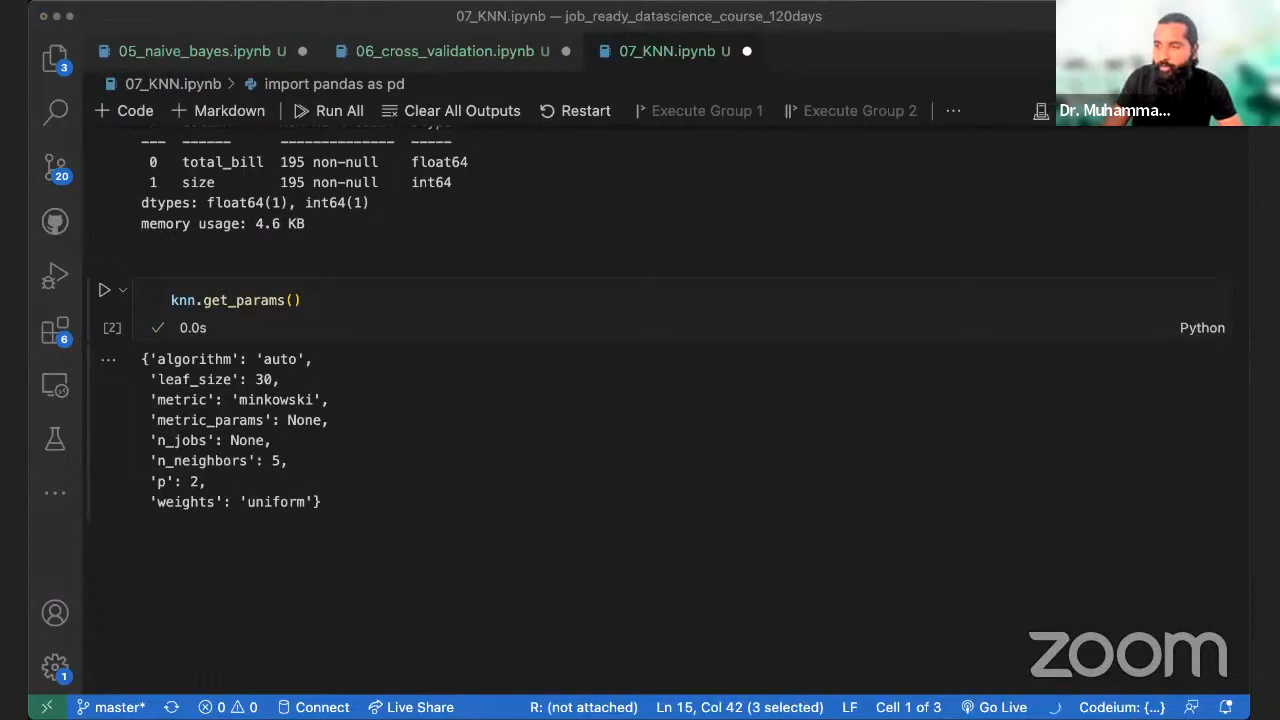 07_KNN.ipynb — job_ready_datascience_course_120days
05_naive_bayes.ipynb U
06_cross_validation.ipynb U
07_KNN.ipynb U
07_KNN.ipynb > import pandas as pd
+ Code + Markdown Run All Clear All Outputs Restart Execute Group 1 Execute Group 2 ...
Dr. Muhamma...
--- ------ -------------- -----
0 total_bill 195 non-null float64
1 size 195 non-null int64
dtypes: float64(1), int64(1)
memory usage: 4.6 KB
knn.get_params()
[2] 0.0s
Python
{'algorithm': 'auto',
'leaf_size': 30,
'metric': 'minkowski',
'metric_params': None,
'n_jobs': None,
'n_neighbors': 5,
'p': 2,
'weights': 'uniform'}
3
20
6
1
zoom
master* 0 0 Connect Live Share R: (not attached) Ln 15, Col 42 (3 selected) LF Cell 1 of 3 Go Live Codeium: {...}